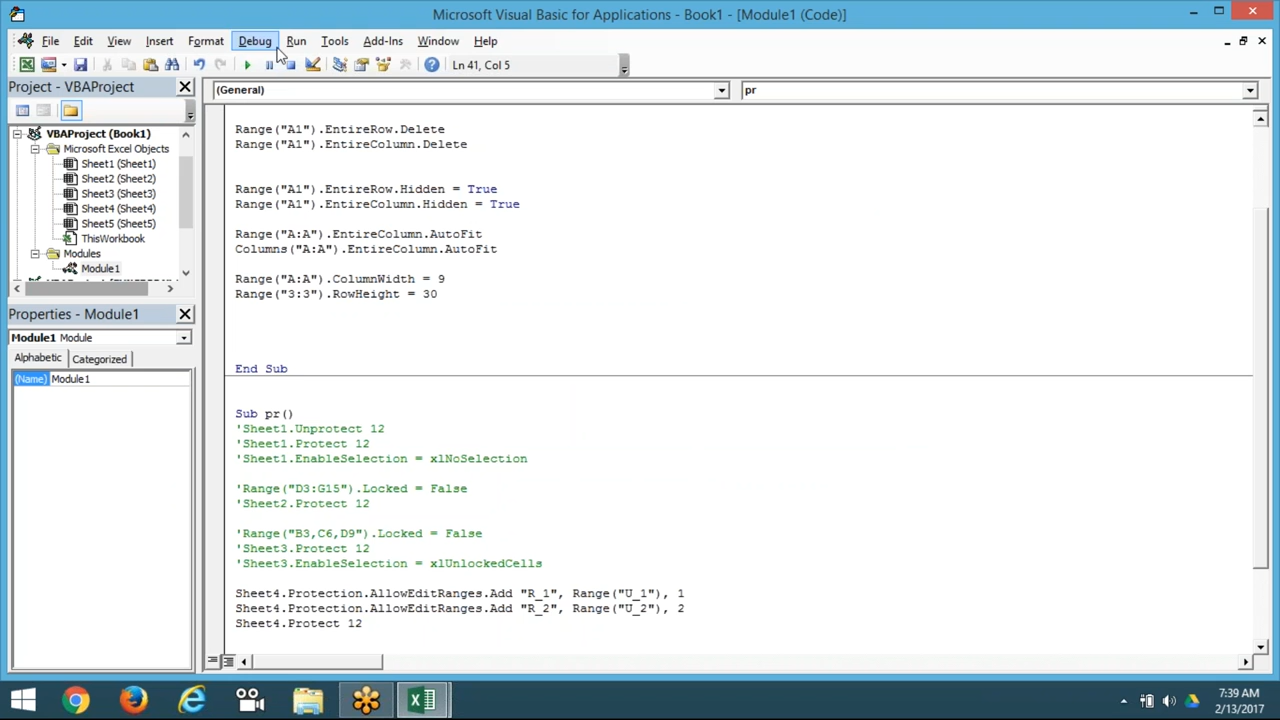 Microsoft Visual Basic for Applications - Book1 - [Module1 (Code)]
File Edit View Insert Format Debug Run Tools Add-Ins Window Help
Ln 41, Col 5
Project - VBAProject
(General)
pr
VBAProject (Book1)
Microsoft Excel Objects
Sheet1 (Sheet1)
Sheet2 (Sheet2)
Sheet3 (Sheet3)
Sheet4 (Sheet4)
Sheet5 (Sheet5)
ThisWorkbook
Modules
Module1
Properties - Module1
Module1 Module
Alphabetic Categorized
(Name) Module1
Range("A1").EntireRow.Delete
Range("A1").EntireColumn.Delete
Range("A1").EntireRow.Hidden = True
Range("A1").EntireColumn.Hidden = True
Range("A:A").EntireColumn.AutoFit
Columns("A:A").EntireColumn.AutoFit
Range("A:A").ColumnWidth = 9
Range("3:3").RowHeight = 30
End Sub
Sub pr()
'Sheet1.Unprotect 12
'Sheet1.Protect 12
'Sheet1.EnableSelection = xlNoSelection
'Range("D3:G15").Locked = False
'Sheet2.Protect 12
'Range("B3,C6,D9").Locked = False
'Sheet3.Protect 12
'Sheet3.EnableSelection = xlUnlockedCells
Sheet4.Protection.AllowEditRanges.Add "R_1", Range("U_1"), 1
Sheet4.Protection.AllowEditRanges.Add "R_2", Range("U_2"), 2
Sheet4.Protect 12
7:39 AM
2/13/2017